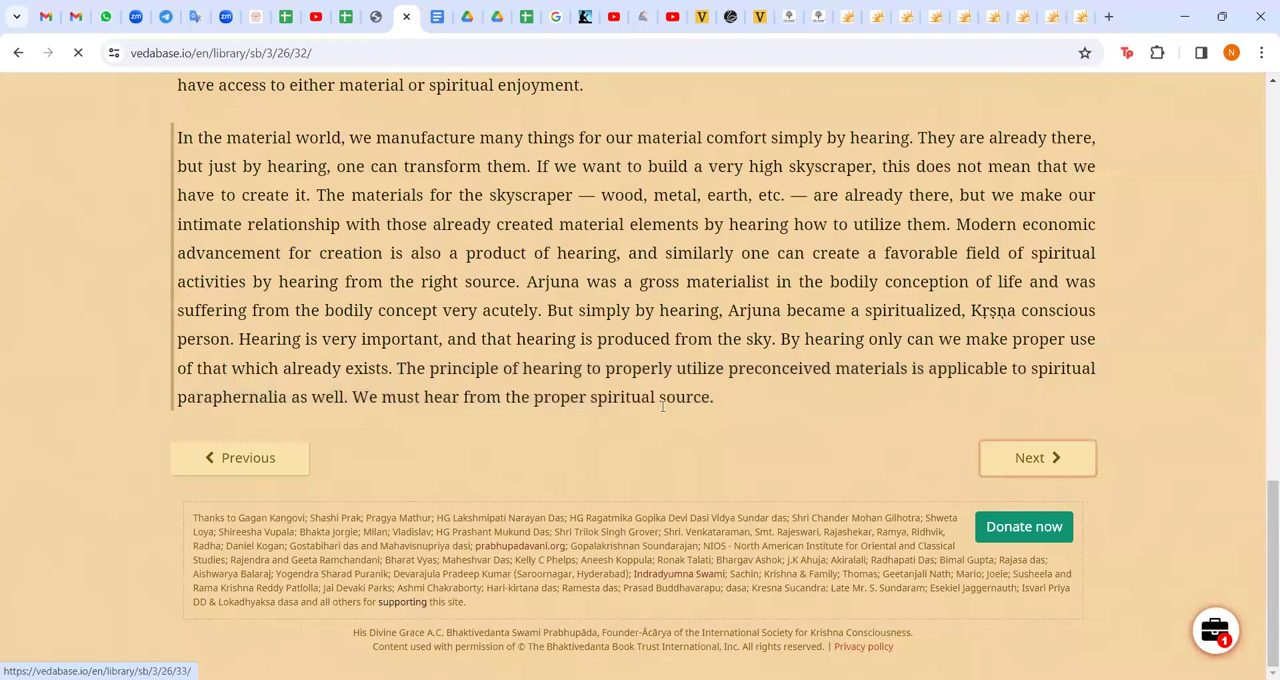 vedabase.io/en/library/sb/3/26/32/
N
have access to either material or spiritual enjoyment.
In the material world, we manufacture many things for our material comfort simply by hearing. They are already there,
but just by hearing, one can transform them. If we want to build a very high skyscraper, this does not mean that we
have to create it. The materials for the skyscraper — wood, metal, earth, etc. — are already there, but we make our
intimate relationship with those already created material elements by hearing how to utilize them. Modern economic
advancement for creation is also a product of hearing, and similarly one can create a favorable field of spiritual
activities by hearing from the right source. Arjuna was a gross materialist in the bodily conception of life and was
suffering from the bodily concept very acutely. But simply by hearing, Arjuna became a spiritualized, Kṛṣṇa conscious
person. Hearing is very important, and that hearing is produced from the sky. By hearing only can we make proper use
of that which already exists. The principle of hearing to properly utilize preconceived materials is applicable to spiritual
paraphernalia as well. We must hear from the proper spiritual source.
Previous
Next
Thanks to Gagan Kangovi; Shashi Prak; Pragya Mathur; HG Lakshmipati Narayan Das; HG Ragatmika Gopika Devi Dasi Vidya Sundar das; Shri Chander Mohan Gilhotra; Shweta
Loya; Shireesha Vupala; Bhakta Jorgie; Milan; Vladislav; HG Prashant Mukund Das; Shri Trilok Singh Grover; Shri. Venkataraman, Smt. Rajeswari, Rajashekar, Ramya, Ridhvik,
Radha; Daniel Kogan; Gostabihari das and Mahavisnupriya dasi; prabhupadavani.org; Gopalakrishnan Soundarajan; NIOS - North American Institute for Oriental and Classical
Studies; Rajendra and Geeta Ramchandani; Bharat Vyas; Maheshver Das; Kelly C Phelps; Aneesh Koppula; Ronak Talati; Bhargav Ashok; J.K Ahuja; Akiralali; Radhapati Das; Bimal Gupta; Rajasa das;
Aishwarya Balaraj; Yogendra Sharad Puranik; Devarajulu Pradeep Kumar (Saroornagar, Hyderabad); Indradyumna Swami; Sachin; Krishna & Family; Thomas; Geetanjali Nath; Mario; Joeie; Susheela and
Rama Krishna Reddy Patlolla; Jai Devaki Parks; Ashmi Chakraborty; Hari-kirtana das; Ramesta das; Prasad Buddhavarapu; dasa; Kresna Sucandra; Late Mr. S. Sundaram; Esekiel Jaggernauth; Isvari Priya
DD & Lokadhyaksa dasa and all others for supporting this site.
Donate now
His Divine Grace A.C. Bhaktivedanta Swami Prabhupāda, Founder-Ācārya of the International Society for Krishna Consciousness.
Content used with permission of © The Bhaktivedanta Book Trust International, Inc. All rights reserved. | Privacy policy
1
https://vedabase.io/en/library/sb/3/26/33/